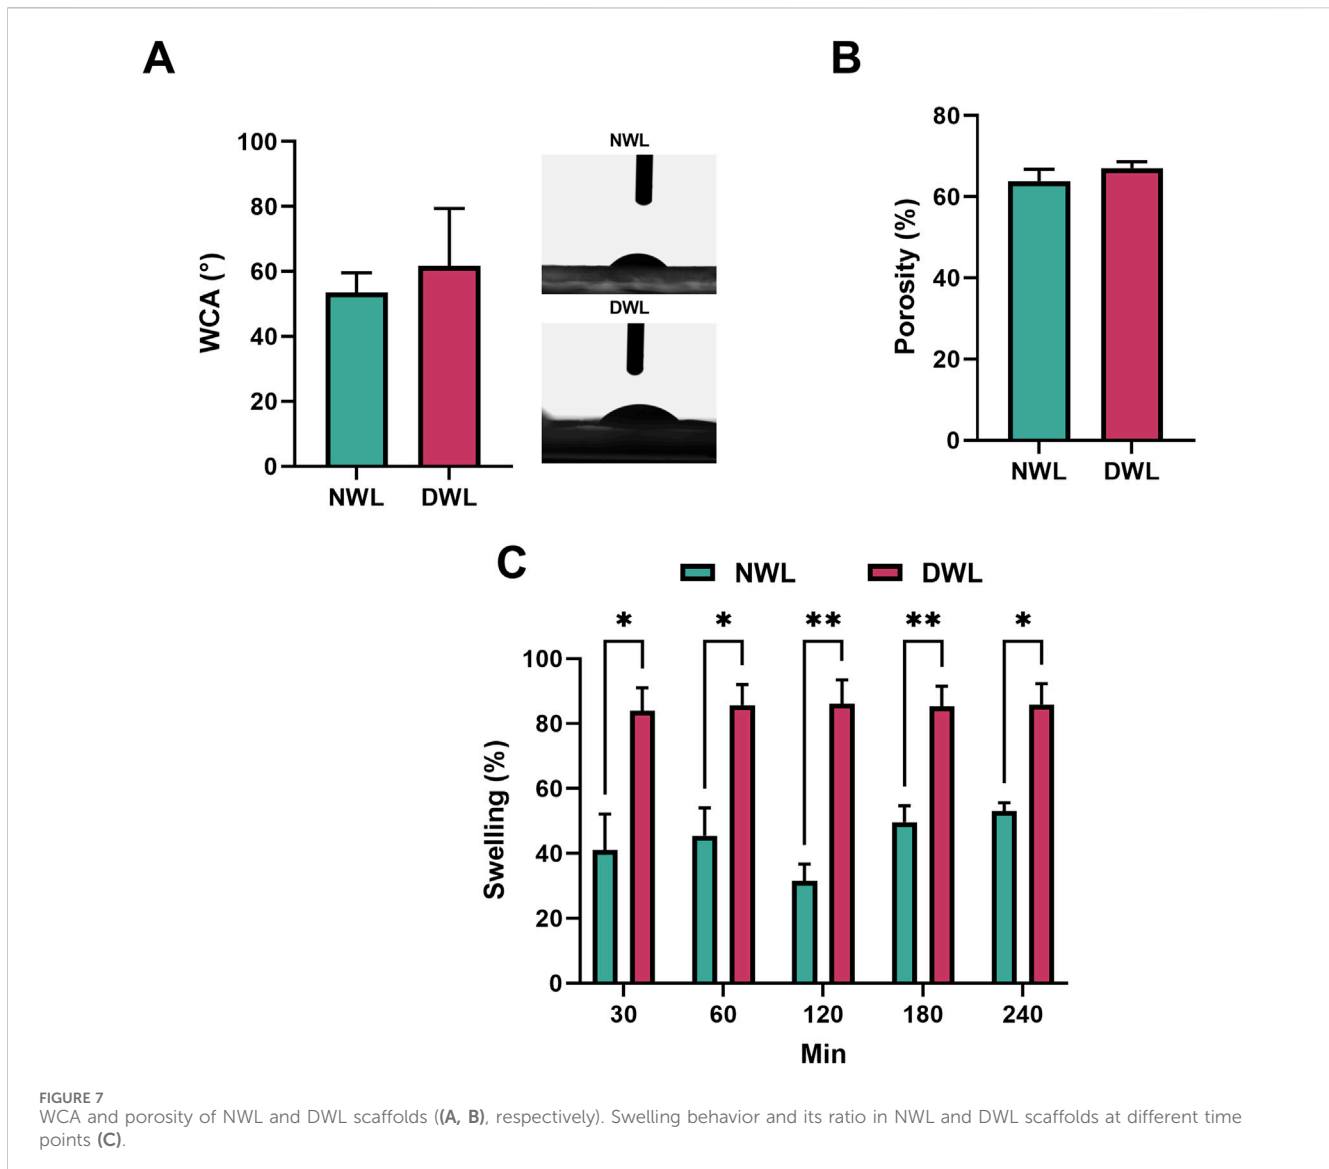 A
B
100
80
60
40
20
0
WCA (°)
NWL
DWL
NWL
DWL
80
60
40
20
0
Porosity (%)
NWL
DWL
C
NWL
DWL
*
*
**
**
*
100
80
60
40
20
0
Swelling (%)
30
60
120
180
240
Min
FIGURE 7
WCA and porosity of NWL and DWL scaffolds ((A, B), respectively). Swelling behavior and its ratio in NWL and DWL scaffolds at different time
points (C).